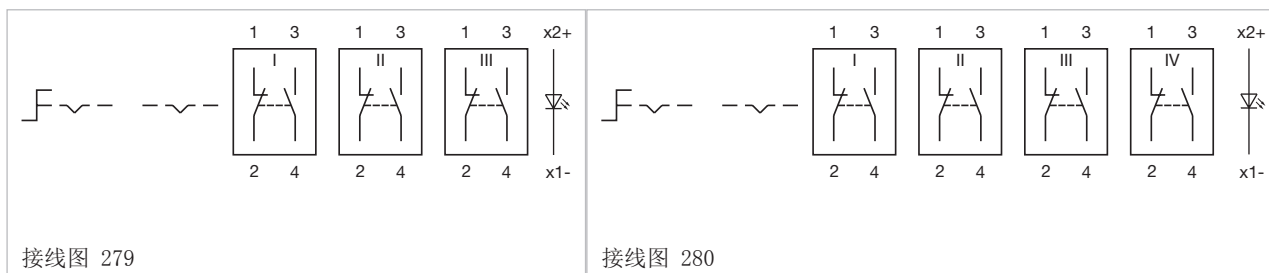 1 3 1 3 1 3 x2+
I II III
2 4 2 4 2 4 x1-
接线图 279
1 3 1 3 1 3 1 3 x2+
I II III IV
2 4 2 4 2 4 2 4 x1-
接线图 280